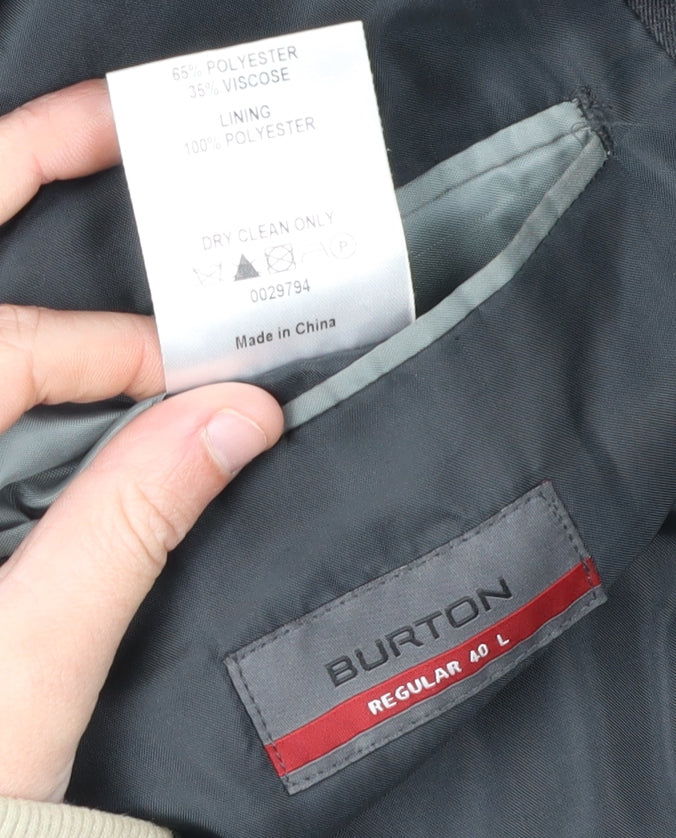 65% POLYESTER
35% VISCOSE
LINING
100% POLYESTER
DRY CLEAN ONLY
P
0029794
Made in China
BURTON
REGULAR 40 L